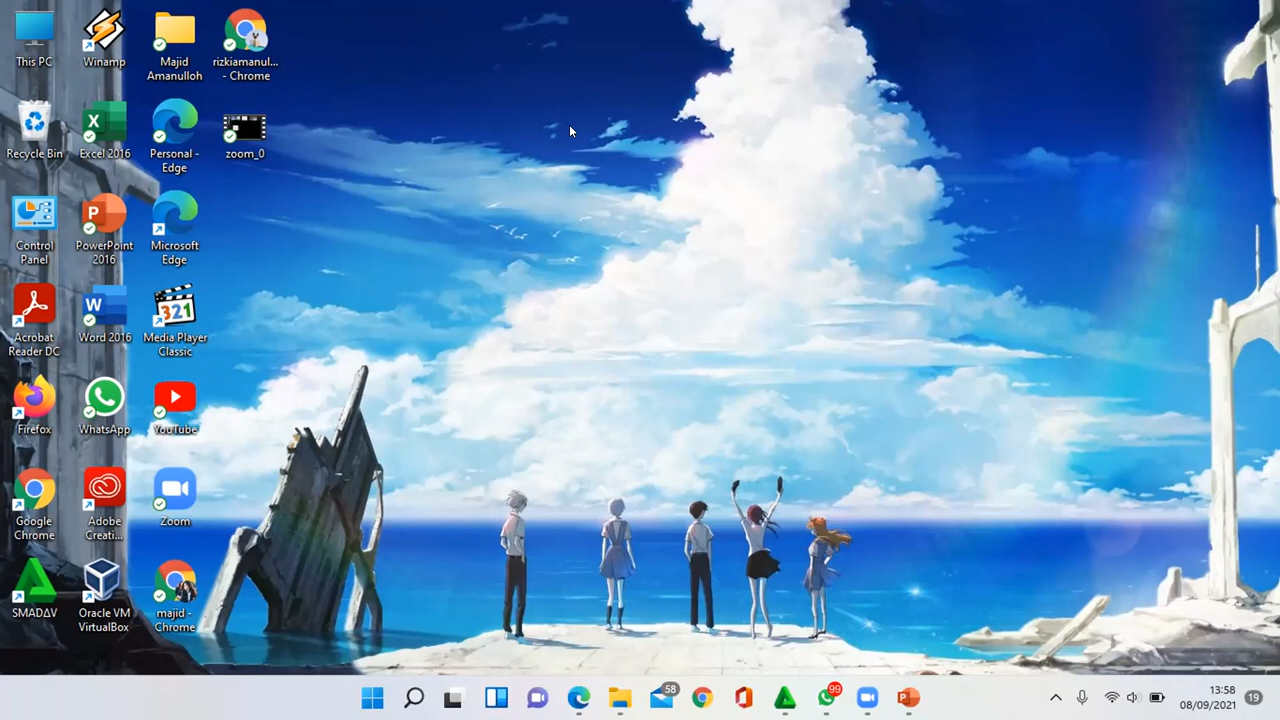 This PC
Winamp
Majid
Amanulloh
rizkiamanul...
- Chrome
Recycle Bin
Excel 2016
Personal -
Edge
zoom_0
Control
Panel
PowerPoint
2016
Microsoft
Edge
Acrobat
Reader DC
Word 2016
321
Media Player
Classic
Firefox
WhatsApp
YouTube
Google
Chrome
Adobe
Creati...
Zoom
SMADΔV
Oracle VM
VirtualBox
majid -
Chrome
58
99
13:58
08/09/2021
19